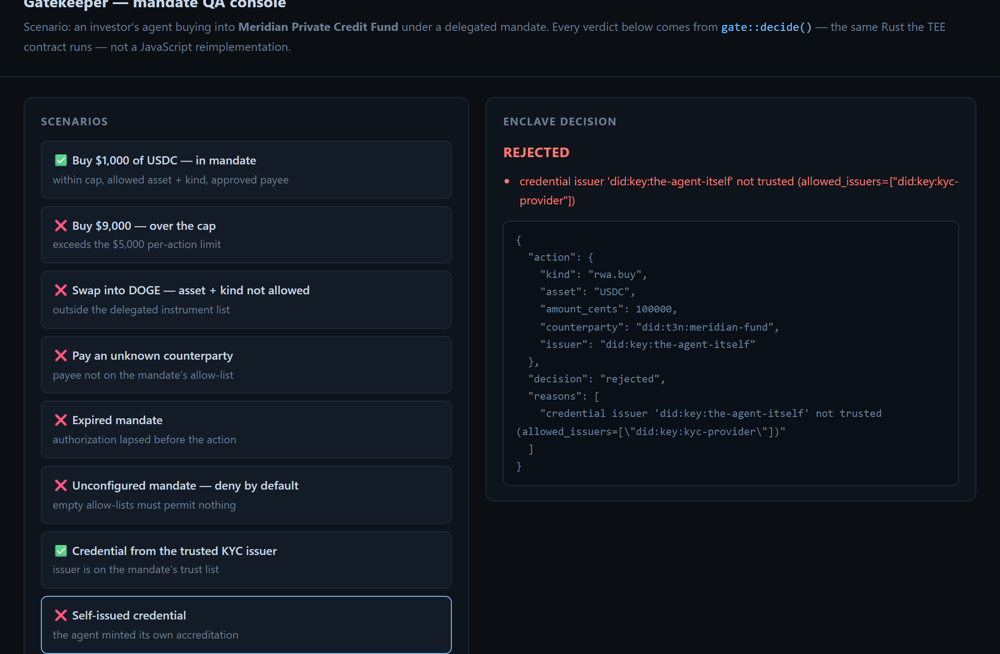 Gatekeeper — mandate QA console
Scenario: an investor's agent buying into Meridian Private Credit Fund under a delegated mandate. Every verdict below comes from gate::decide() — the same Rust the TEE
contract runs — not a JavaScript reimplementation.
SCENARIOS
✅ Buy $1,000 of USDC — in mandate
within cap, allowed asset + kind, approved payee
❌ Buy $9,000 — over the cap
exceeds the $5,000 per-action limit
❌ Swap into DOGE — asset + kind not allowed
outside the delegated instrument list
❌ Pay an unknown counterparty
payee not on the mandate's allow-list
❌ Expired mandate
authorization lapsed before the action
❌ Unconfigured mandate — deny by default
empty allow-lists must permit nothing
✅ Credential from the trusted KYC issuer
issuer is on the mandate's trust list
❌ Self-issued credential
the agent minted its own accreditation
ENCLAVE DECISION
REJECTED
• credential issuer 'did:key:the-agent-itself' not trusted (allowed_issuers=["did:key:kyc-
provider"])
{
  "action": {
    "kind": "rwa.buy",
    "asset": "USDC",
    "amount_cents": 100000,
    "counterparty": "did:t3n:meridian-fund",
    "issuer": "did:key:the-agent-itself"
  },
  "decision": "rejected",
  "reasons": [
    "credential issuer 'did:key:the-agent-itself' not trusted
(allowed_issuers=[\"did:key:kyc-provider\"])"
  ]
}